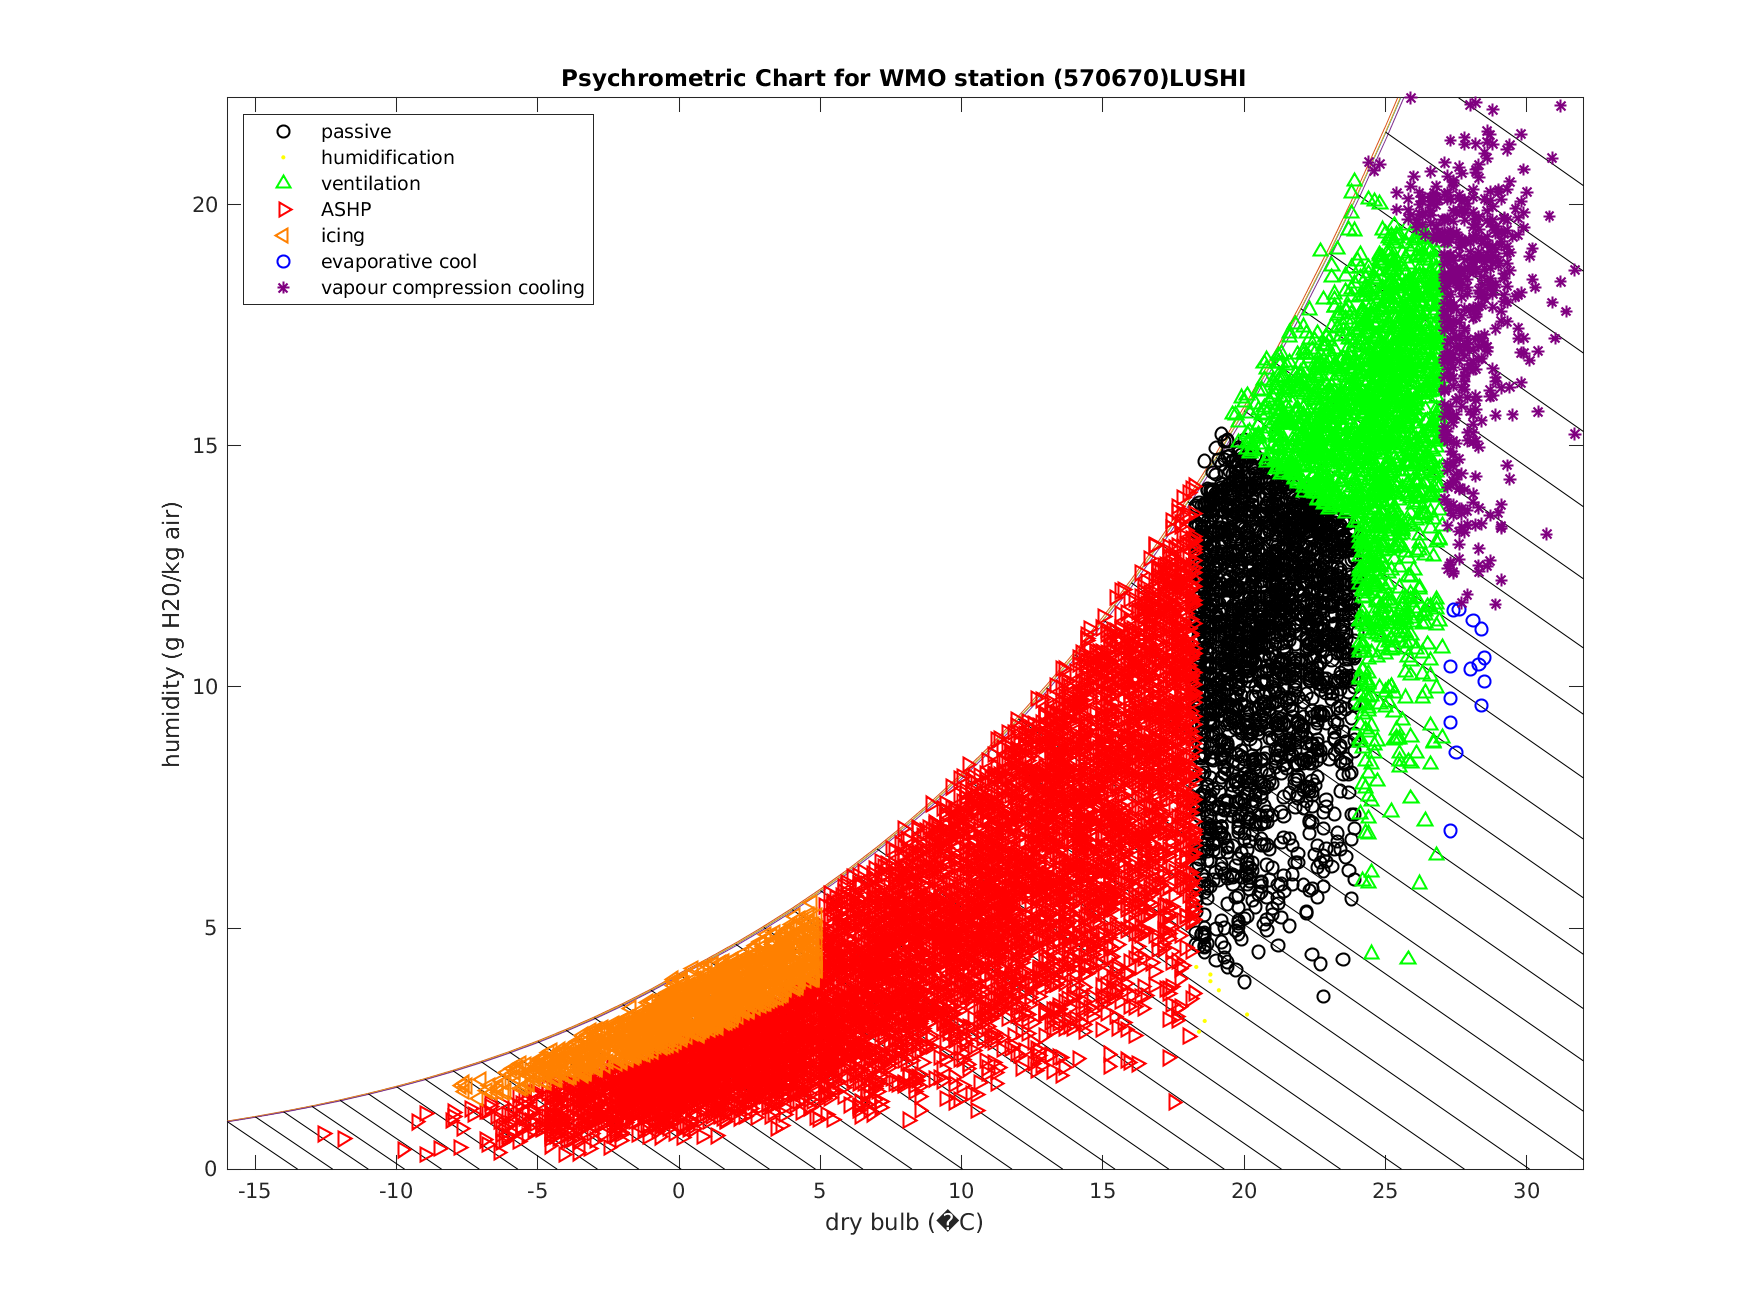 Psychrometric Chart for WMO station (570670)LUSHI
passive
humidification
ventilation
ASHP
icing
evaporative cool
vapour compression cooling
humidity (g H20/kg air)
20
15
10
5
0
-15 -10 -5 0 5 10 15 20 25 30
dry bulb (�C)